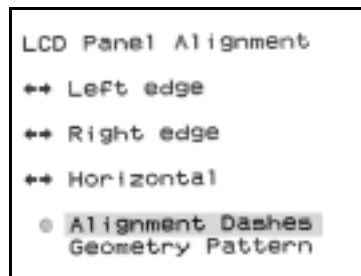 LCD Panel Alignment
↔ Left edge
↔ Right edge
↔ Horizontal
Alignment Dashes
Geometry Pattern